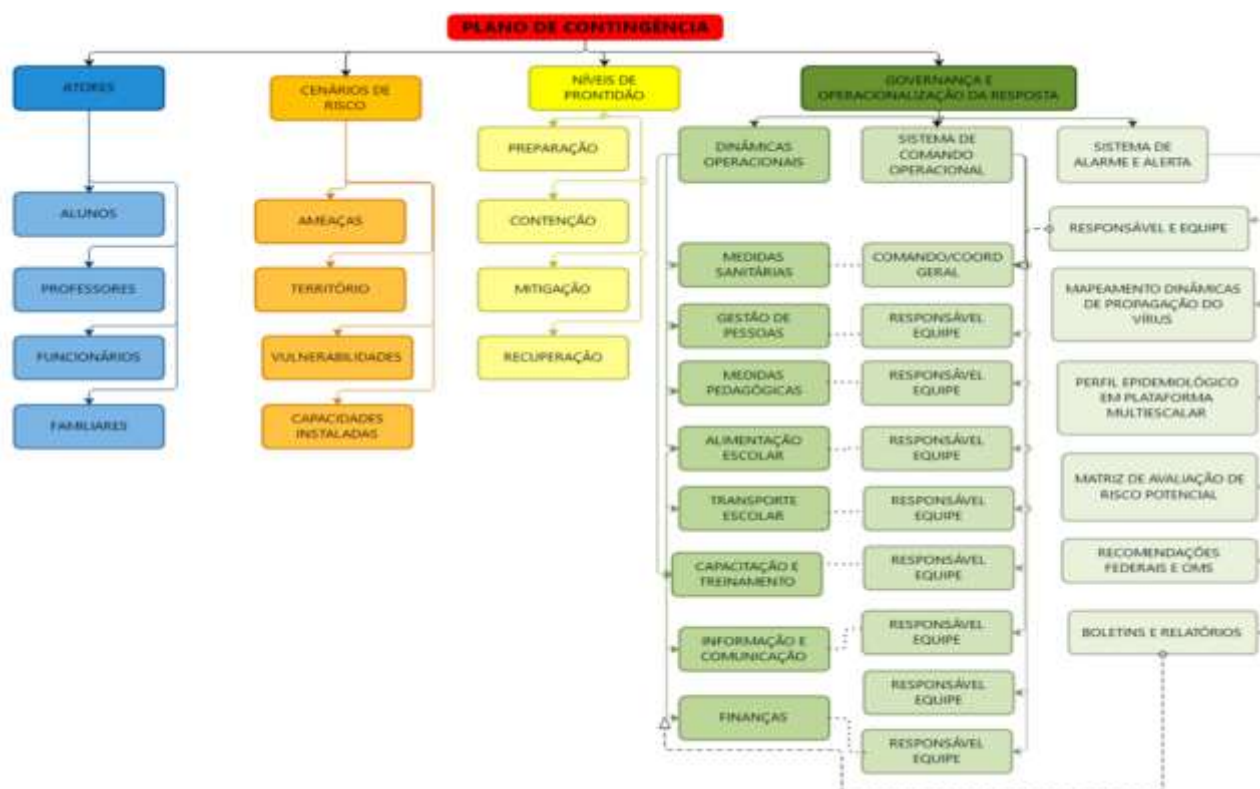 PLANO DE CONTINGÊNCIA
ATORES
ALUNOS
PROFESSORES
FUNCIONÁRIOS
FAMILIARES
CENÁRIOS DE
RISCO
AMEAÇAS
TERRITÓRIO
VULNERABILIDADES
CAPACIDADES
INSTALADAS
NÍVEIS DE
PRONTIDÃO
PREPARAÇÃO
CONTENÇÃO
MITIGAÇÃO
RECUPERAÇÃO
GOVERNANÇA E
OPERACIONALIZAÇÃO DA RESPOSTA
DINÂMICAS
OPERACIONAIS
MEDIDAS
SANITÁRIAS
GESTÃO DE
PESSOAS
MEDIDAS
PEDAGÓGICAS
ALIMENTAÇÃO
ESCOLAR
TRANSPORTE
ESCOLAR
CAPACITAÇÃO E
TREINAMENTO
INFORMAÇÃO E
COMUNICAÇÃO
FINANÇAS
SISTEMA DE
COMANDO
OPERACIONAL
COMANDO/COORD
GERAL
RESPONSÁVEL
EQUIPE
RESPONSÁVEL
EQUIPE
RESPONSÁVEL
EQUIPE
RESPONSÁVEL
EQUIPE
RESPONSÁVEL
EQUIPE
RESPONSÁVEL
EQUIPE
RESPONSÁVEL
EQUIPE
RESPONSÁVEL
EQUIPE
SISTEMA DE
ALARME E ALERTA
RESPONSÁVEL E EQUIPE
MAPEAMENTO DINÂMICAS
DE PROPAGAÇÃO DO
VÍRUS
PERFIL EPIDEMIOLÓGICO
EM PLATAFORMA
MULTIESCALAR
MATRIZ DE AVALIAÇÃO DE
RISCO POTENCIAL
RECOMENDAÇÕES
FEDERAIS E OMS
BOLETINS E RELATÓRIOS